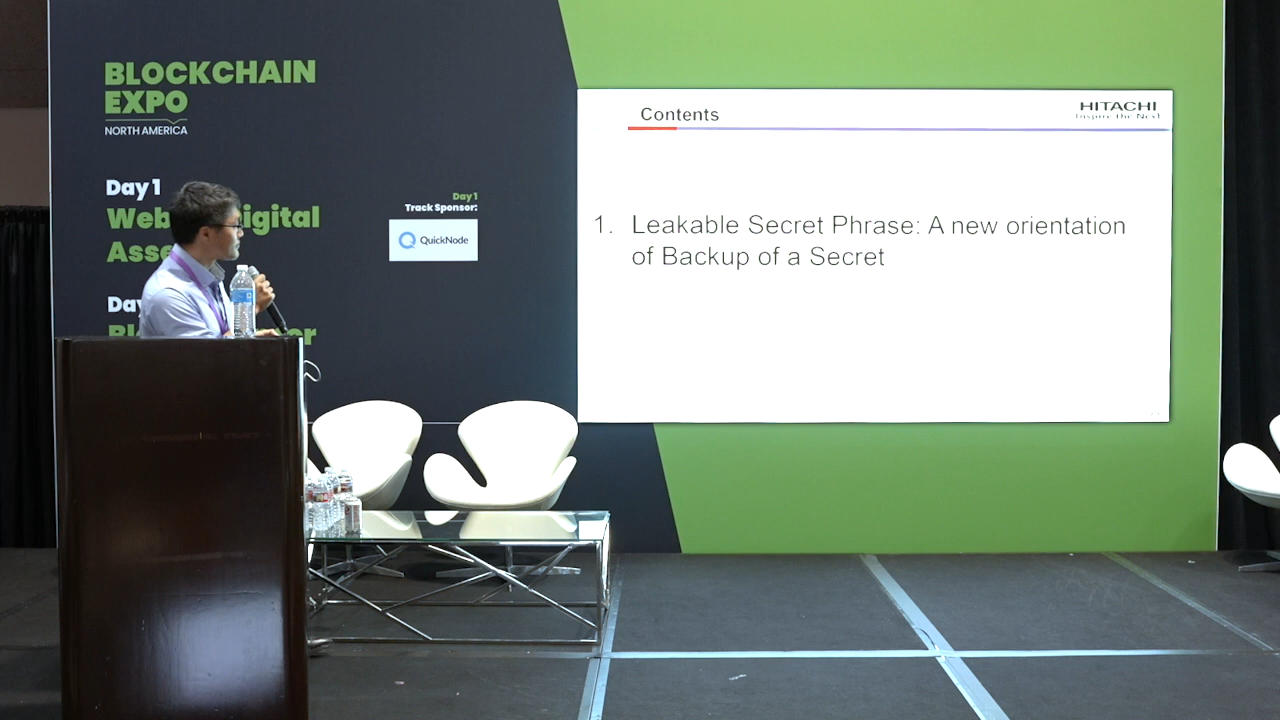 BLOCKCHAIN
EXPO
NORTH AMERICA
Day 1
Day 1
Track Sponsor:
QuickNode
Contents
HITACHI
Inspire the Next
1. Leakable Secret Phrase: A new orientation
of Backup of a Secret